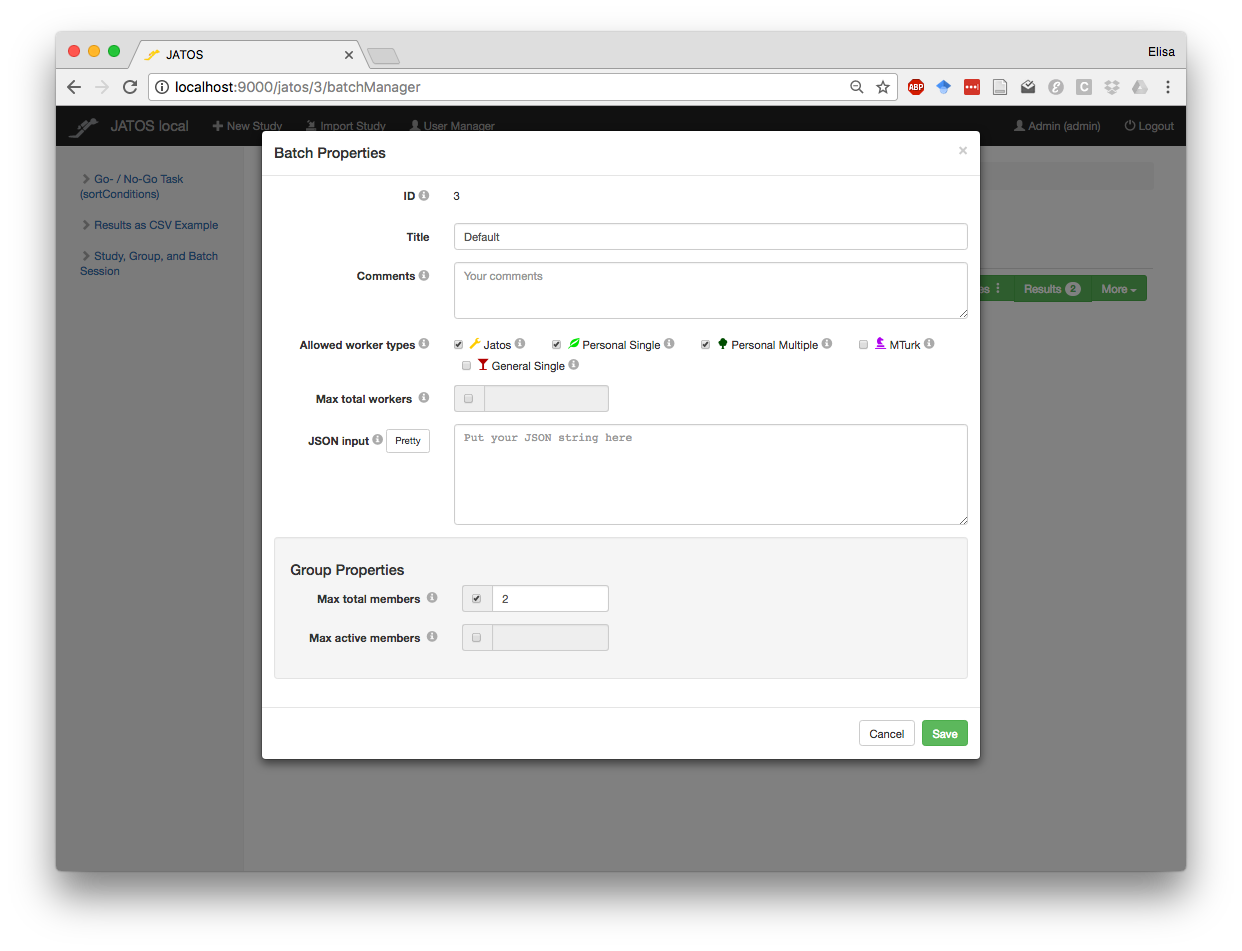 JATOS
Elisa
localhost:9000/jatos/3/batchManager
ABP
JATOS local New Study Import Study User Manager Admin (admin) Logout
Batch Properties
Go- / No-Go Task
(sortConditions)
ID 3
Results as CSV Example
Title Default
Study, Group, and Batch
Session
Comments Your comments
Results 2 More
Allowed worker types Jatos Personal Single Personal Multiple MTurk
General Single
Max total workers
JSON input Pretty Put your JSON string here
Group Properties
Max total members 2
Max active members
Cancel Save